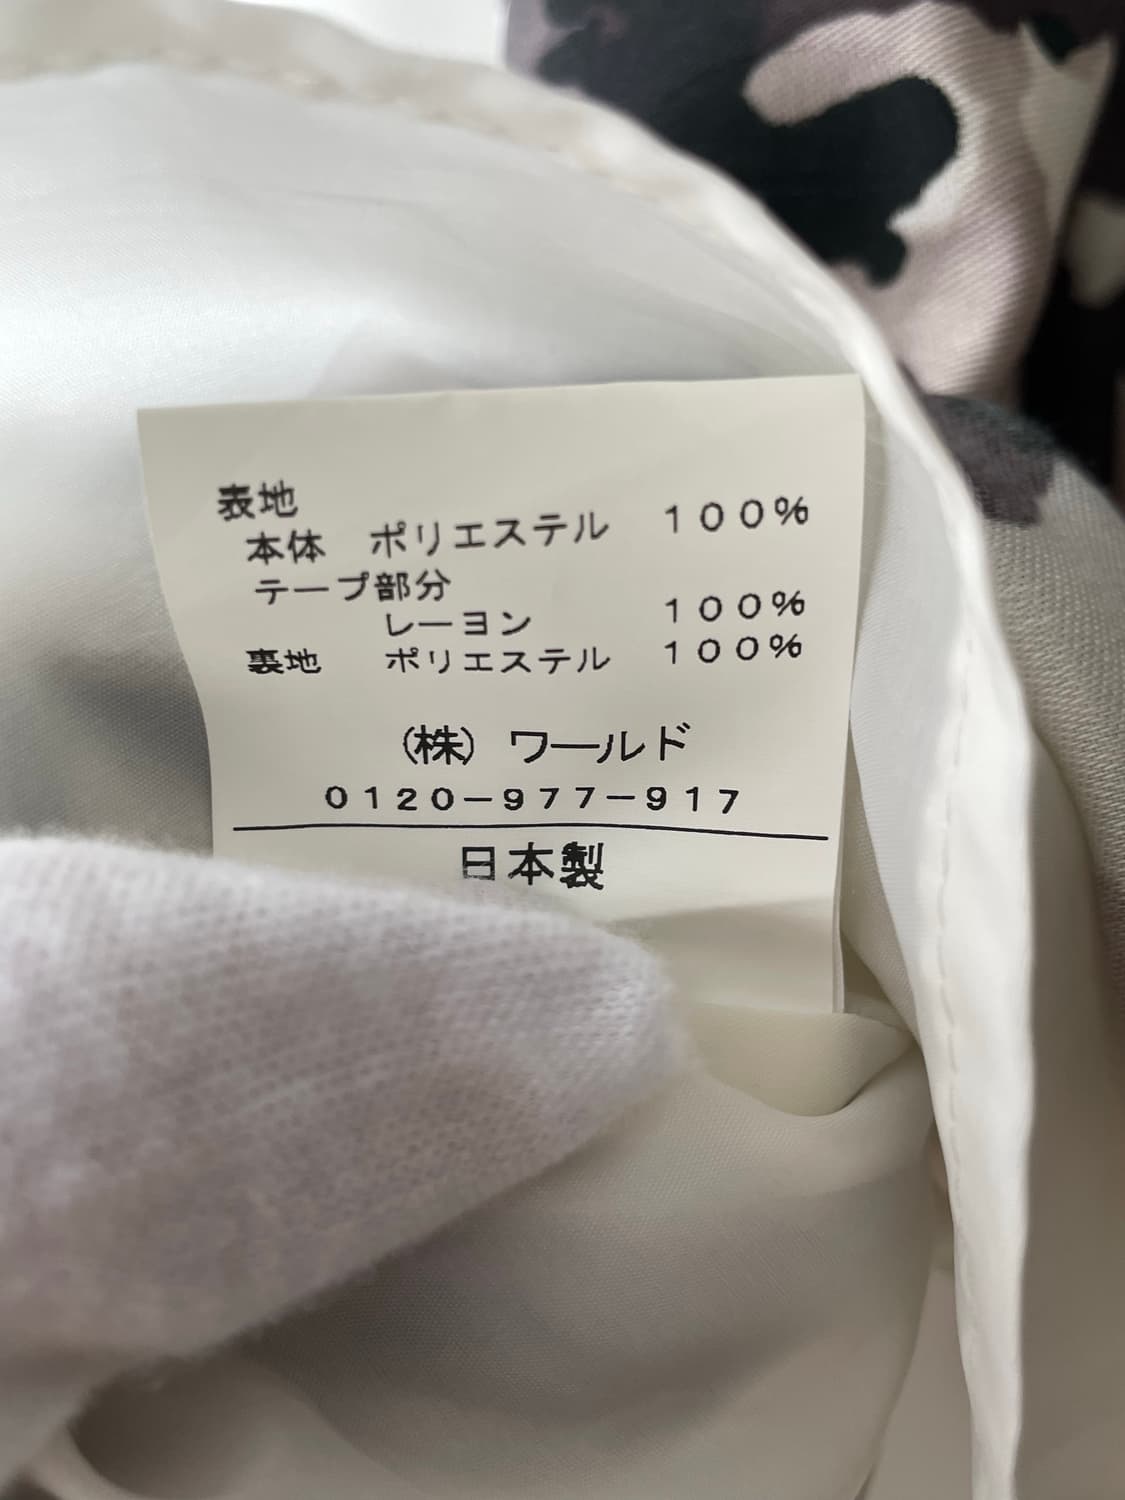 表地
本体 ポリエステル １００％
テープ部分
レーヨン １００％
裏地 ポリエステル １００％
（株）ワールド
０１２０－９７７－９１７
日本製